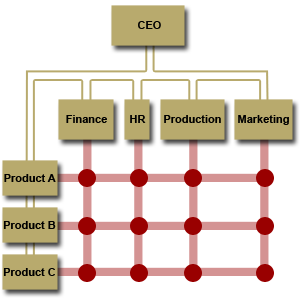 CEO
Finance
HR
Production
Marketing
Product A
Product B
Product C